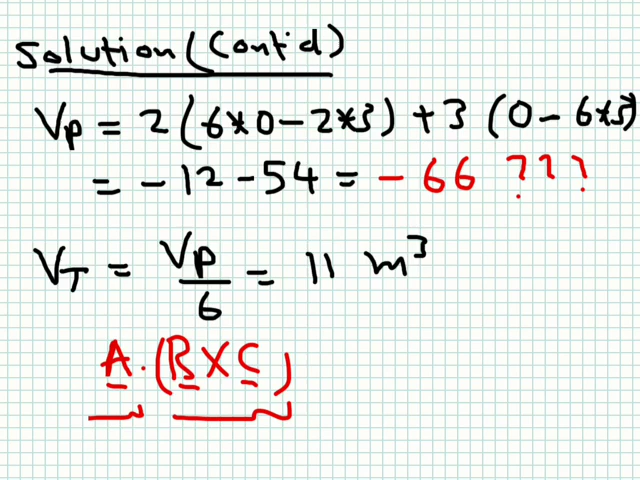 Solution (Cont'd)
Vp = 2 (6*0 - 2*3) + 3 (0 - 6*3)
= -12 - 54 = -66 ???
V_T = Vp/6 = 11 m³
A · (B × C)